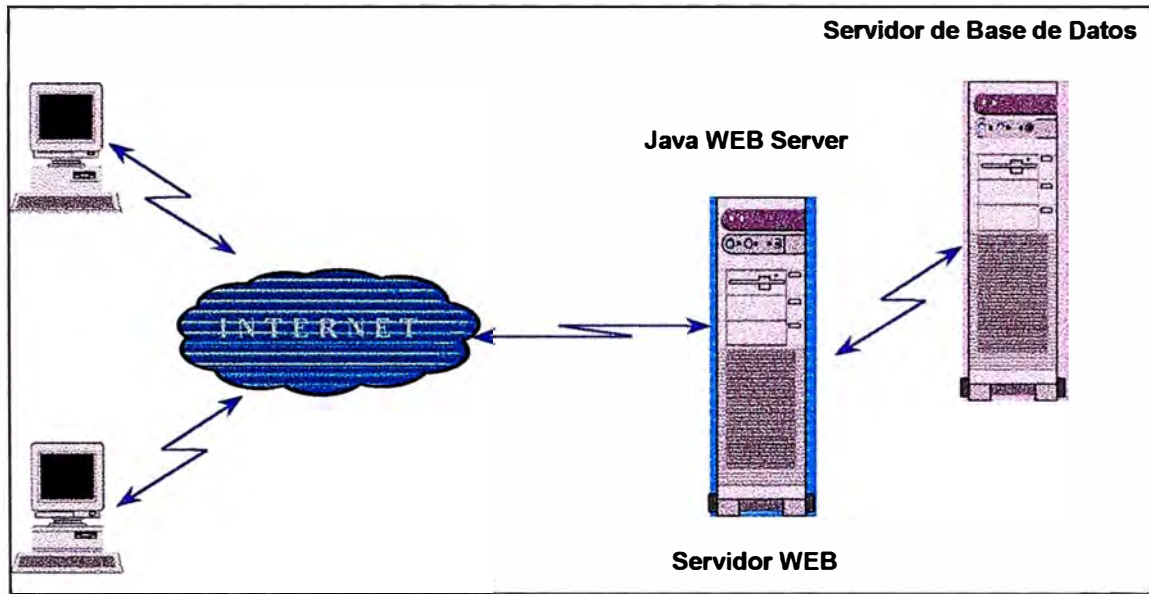 Servidor de Base de Datos
Java WEB Server
INTERNET
Servidor WEB